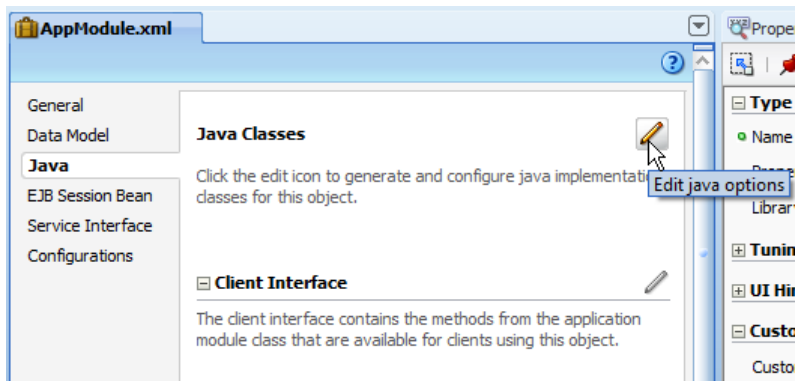 AppModule.xml
General
Data Model
Java
EJB Session Bean
Service Interface
Configurations
Java Classes
Click the edit icon to generate and configure java implementati
classes for this object.
Edit java options
Client Interface
The client interface contains the methods from the application
module class that are available for clients using this object.
Proper
Type
Name
Librar
Tunin
UI Hin
Custo
Custo